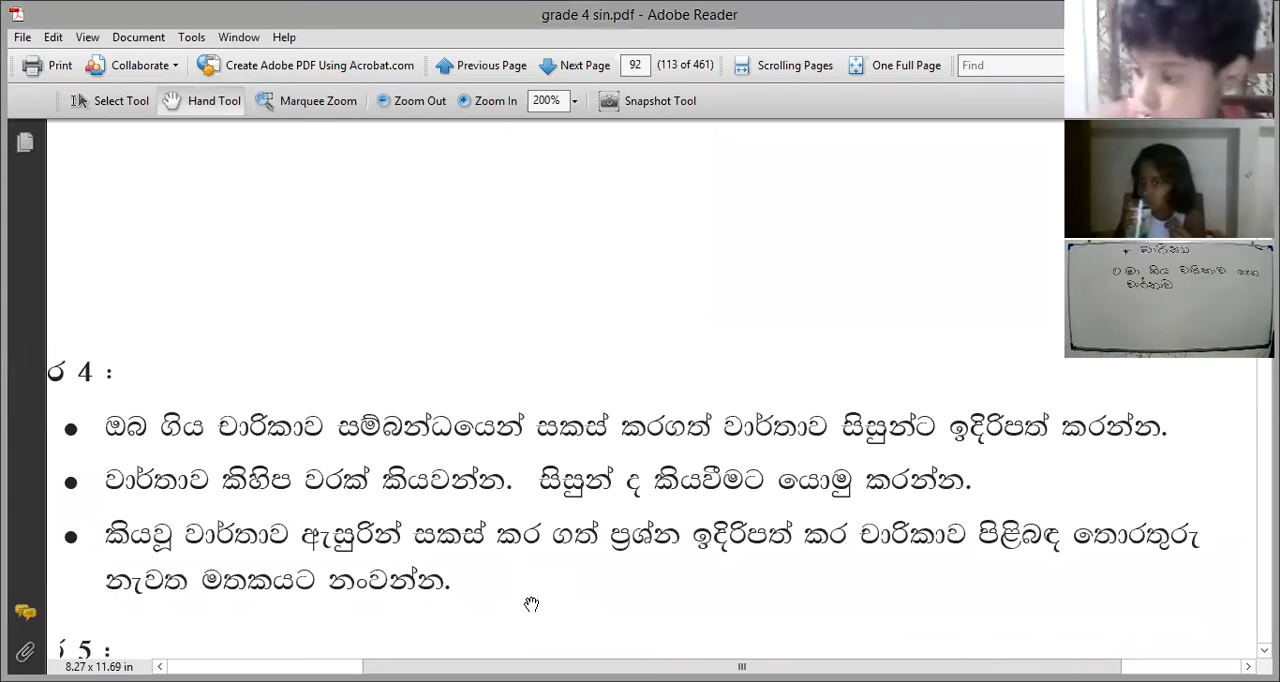 grade 4 sin.pdf - Adobe Reader
File Edit View Document Tools Window Help
Print Collaborate Create Adobe PDF Using Acrobat.com Previous Page Next Page 92 (113 of 461) Scrolling Pages One Full Page Find
Select Tool Hand Tool Marquee Zoom Zoom Out Zoom In 200% Snapshot Tool
ර 4 :
• ඔබ ගිය චාරිකාව සම්බන්ධයෙන් සකස් කරගත් වාර්තාව සිසුන්ට ඉදිරිපත් කරන්න.
• වාර්තාව කිහිප වරක් කියවන්න. සිසුන් ද කියවීමට යොමු කරන්න.
• කියවූ වාර්තාව ඇසුරින් සකස් කර ගත් ප්‍රශ්න ඉදිරිපත් කර චාරිකාව පිළිබඳ තොරතුරු
නැවත මතකයට නංවන්න.
5 :
8.27 x 11.69 in
මා ගිය චාරිකාව
වාර්තාව